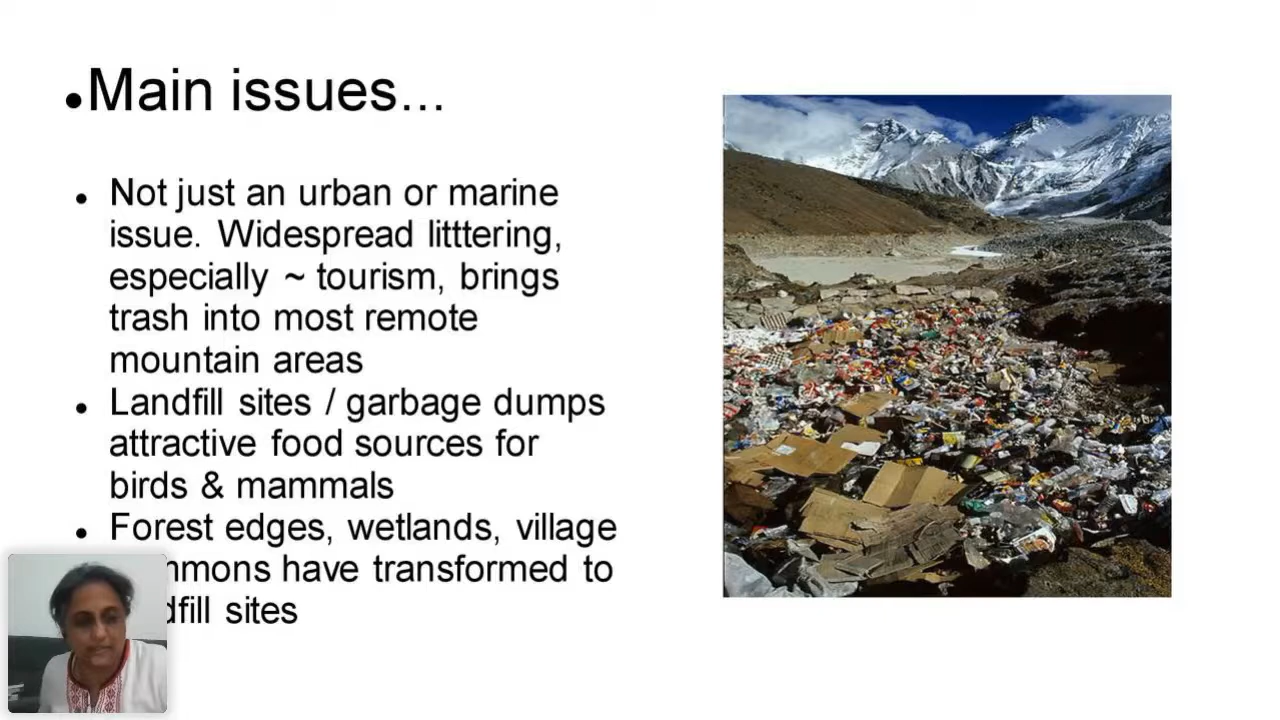 •Main issues...
• Not just an urban or marine
issue. Widespread litttering,
especially ~ tourism, brings
trash into most remote
mountain areas
• Landfill sites / garbage dumps
attractive food sources for
birds & mammals
• Forest edges, wetlands, village
have transformed to
sites